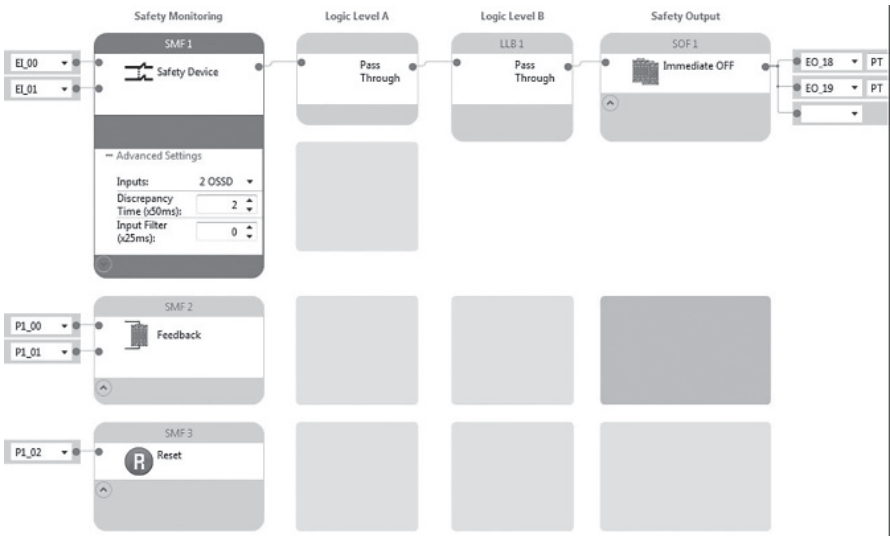 Safety Monitoring Logic Level A Logic Level B Safety Output
SMF 1 LLB 1 SOF 1
EI_00 Safety Device Pass Through Pass Through Immediate OFF EO_18 PT
EI_01 EO_19 PT
Advanced Settings
Inputs: 2 OSSD
Discrepancy
Time (x50ms): 2
Input Filter
(x25ms): 0
SMF 2
P1_00 Feedback
P1_01
SMF 3
P1_02 R Reset